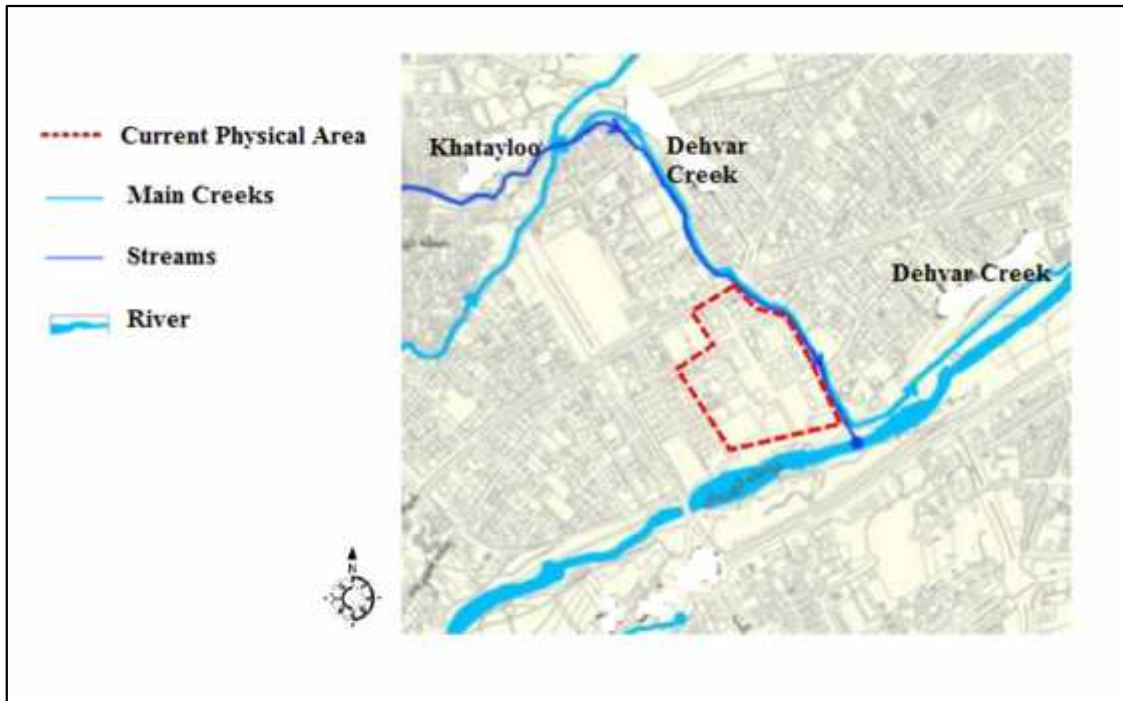 Current Physical Area
Main Creeks
Streams
River
Khatayloo
Dehvar
Creek
Dehvar Creek
N